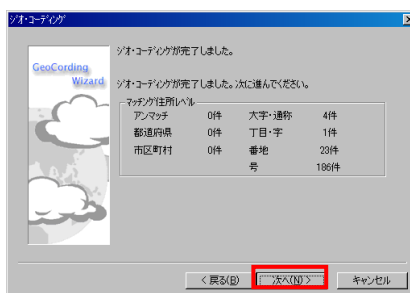 ジオ・コーディング
GeoCording
Wizard
ジオ・コーディングが完了しました。
ジオ・コーディングが完了しました。次に進んでください。
マッチング住所レベル
アンマッチ 0件 大字・通称 4件
都道府県 0件 丁目・字 1件
市区町村 0件 番地 23件
号 186件
< 戻る(B) 次へ(N) > キャンセル